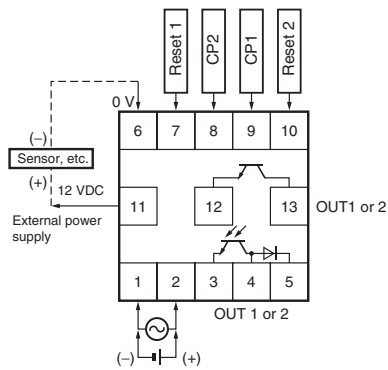 Reset 1
CP2
CP1
Reset 2
0 V
6 7 8 9 10
(−)
Sensor, etc.
(+)
12 VDC
External power
supply
11 12 13
OUT1 or 2
1 2 3 4 5
OUT 1 or 2
(−) (+)